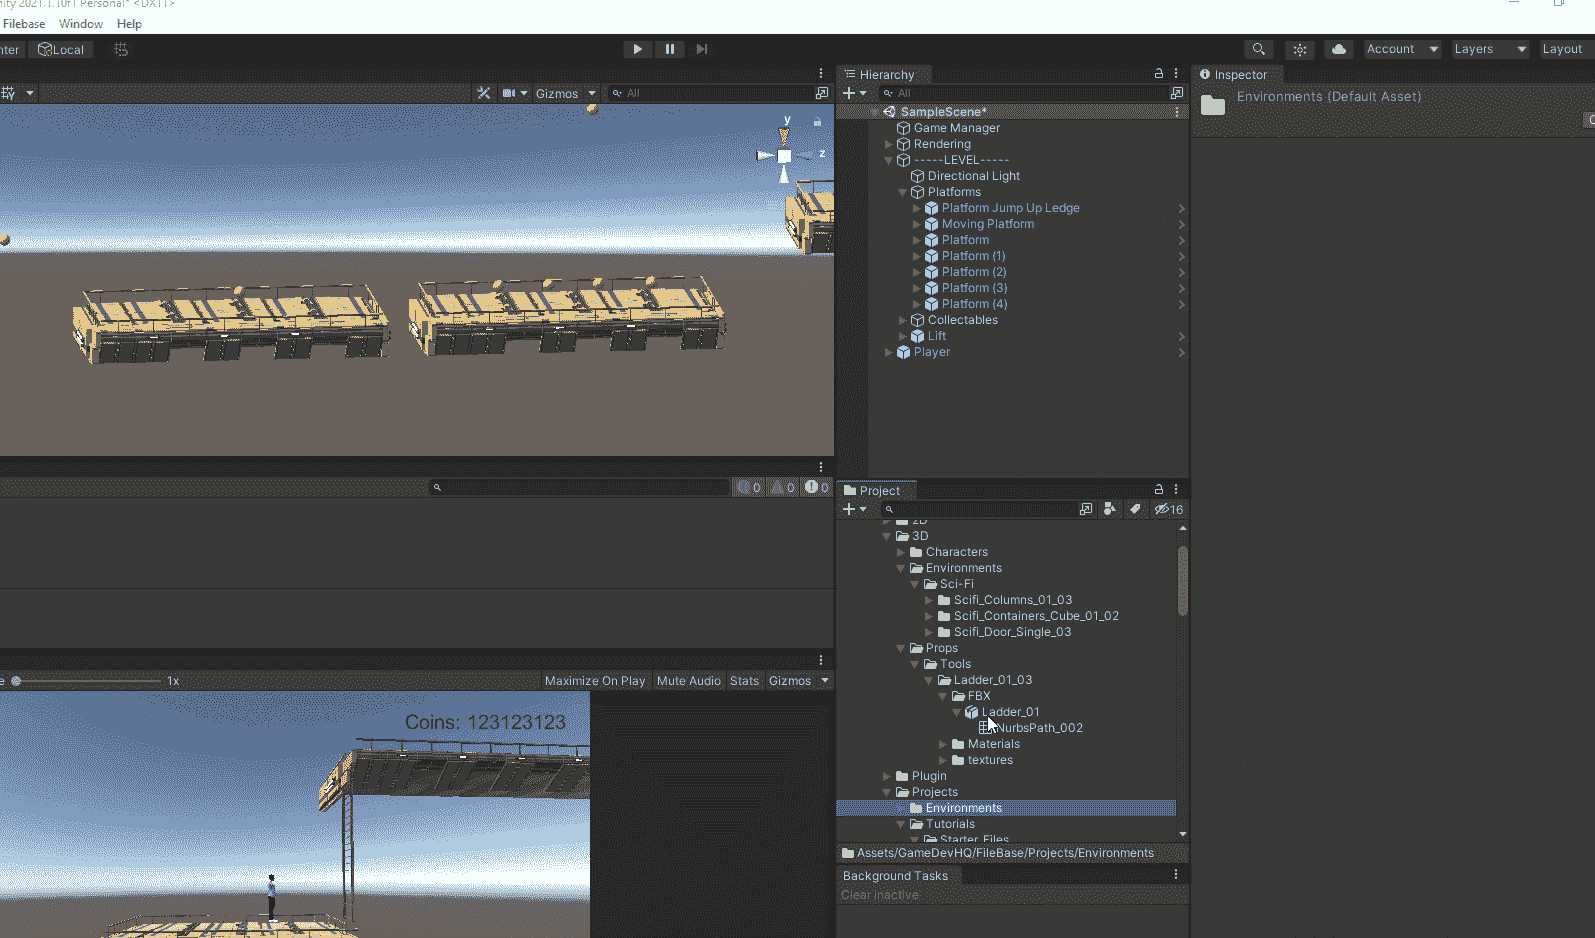 nity 2021.1.10f1 Personal* <DX11>
Filebase Window Help
nter Local
Account Layers Layout
Gizmos All
Hierarchy
All
SampleScene*
Game Manager
Rendering
-----LEVEL-----
Directional Light
Platforms
Platform Jump Up Ledge
Moving Platform
Platform
Platform (1)
Platform (2)
Platform (3)
Platform (4)
Collectables
Lift
Player
Inspector
Environments (Default Asset)
y
z
0 0 0
e 1x
Maximize On Play Mute Audio Stats Gizmos
Coins: 123123123
Project
16
2D
3D
Characters
Environments
Sci-Fi
Scifi_Columns_01_03
Scifi_Containers_Cube_01_02
Scifi_Door_Single_03
Props
Tools
Ladder_01_03
FBX
Ladder_01
NurbsPath_002
Materials
textures
Plugin
Projects
Environments
Tutorials
Starter_Files
Assets/GameDevHQ/FileBase/Projects/Environments
Background Tasks
Clear Inactive